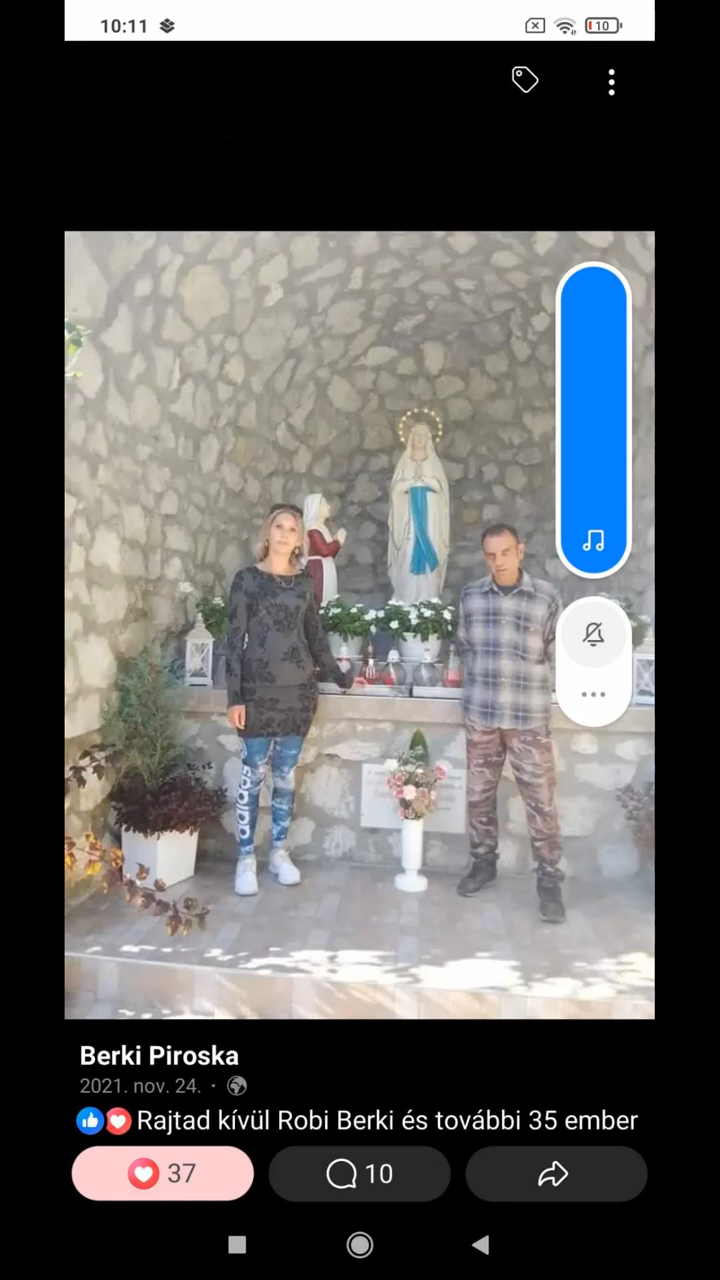 10:11
10
adidas
Berki Piroska
2021. nov. 24. ·
Rajtad kívül Robi Berki és további 35 ember
37
10